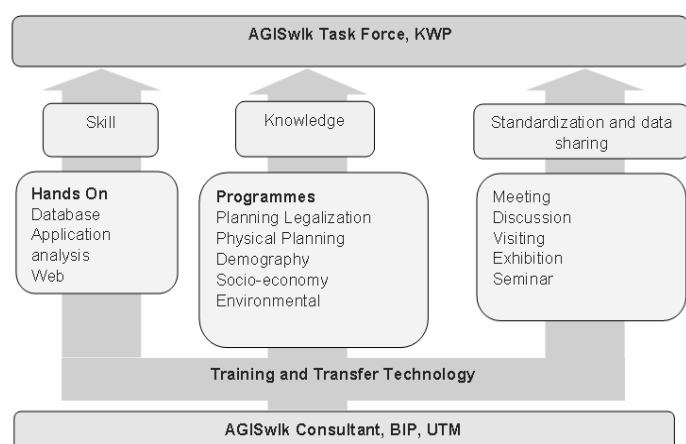 AGISwlk Task Force, KWP
Skill
Knowledge
Standardization and data
sharing
Hands On
Database
Application
analysis
Web
Programmes
Planning Legalization
Physical Planning
Demography
Socio-economy
Environmental
Meeting
Discussion
Visiting
Exhibition
Seminar
Training and Transfer Technology
AGISwlk Consultant, BIP, UTM